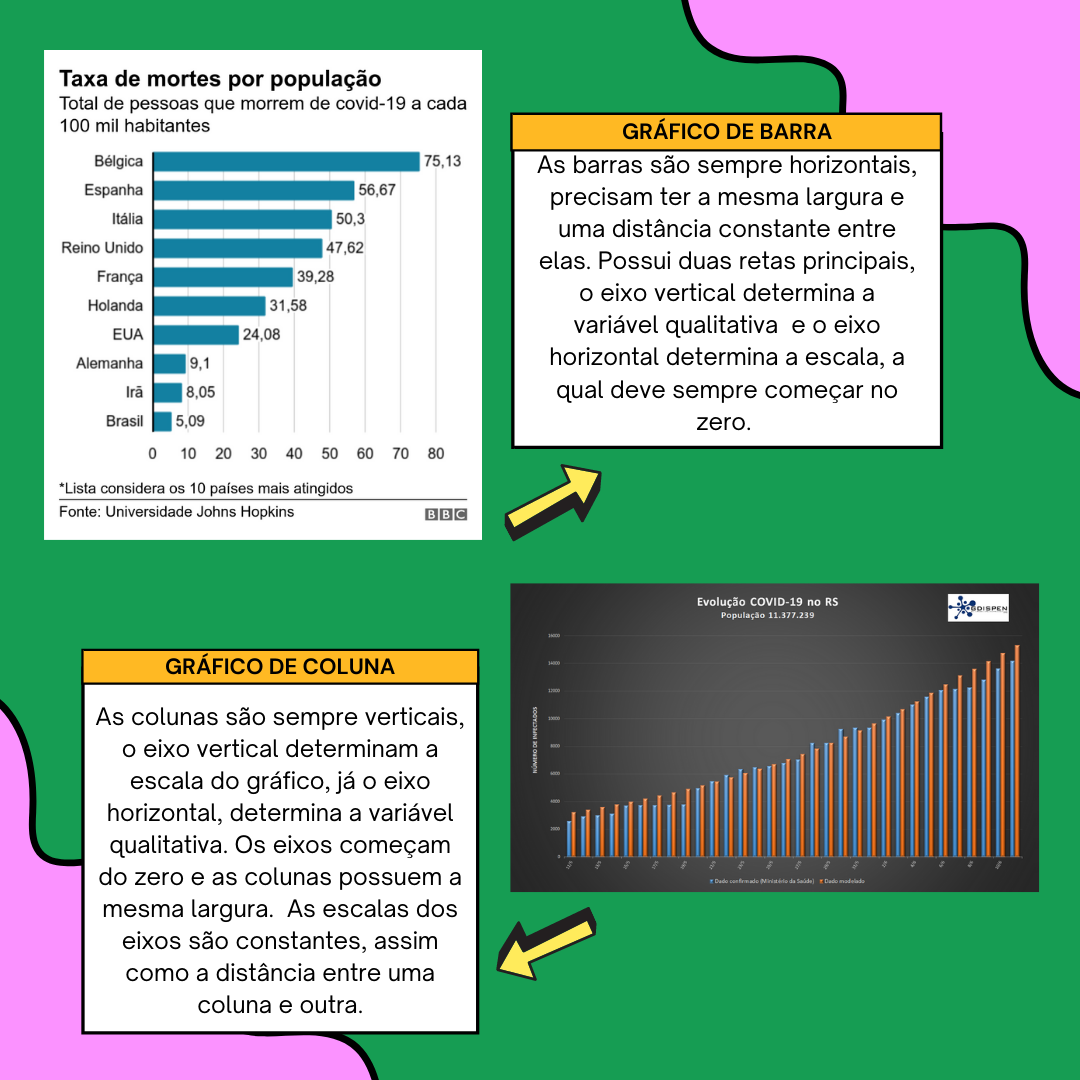 Taxa de mortes por população
Total de pessoas que morrem de covid-19 a cada
100 mil habitantes
Bélgica 75,13
Espanha 56,67
Itália 50,3
Reino Unido 47,62
França 39,28
Holanda 31,58
EUA 24,08
Alemanha 9,1
Irã 8,05
Brasil 5,09
0 10 20 30 40 50 60 70 80
*Lista considera os 10 países mais atingidos
Fonte: Universidade Johns Hopkins BBC
GRÁFICO DE BARRA
As barras são sempre horizontais,
precisam ter a mesma largura e
uma distância constante entre
elas. Possui duas retas principais,
o eixo vertical determina a
variável qualitativa e o eixo
horizontal determina a escala, a
qual deve sempre começar no
zero.
Evolução COVID-19 no RS
População 11.377.239
GDISPEN
NÚMERO DE INFECTADOS
16000
14000
12000
10000
8000
6000
4000
2000
0
Dado confirmado (Ministério da Saúde) Dado modelado
GRÁFICO DE COLUNA
As colunas são sempre verticais,
o eixo vertical determinam a
escala do gráfico, já o eixo
horizontal, determina a variável
qualitativa. Os eixos começam
do zero e as colunas possuem a
mesma largura. As escalas dos
eixos são constantes, assim
como a distância entre uma
coluna e outra.